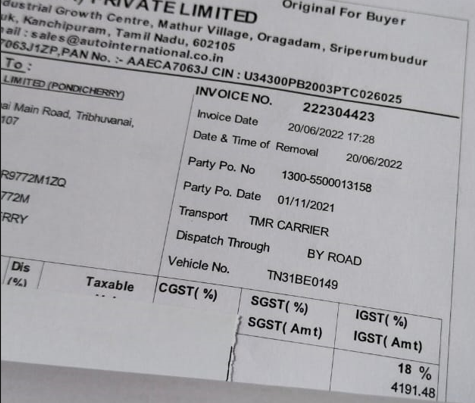 PRIVATE LIMITED
Original For Buyer
dustrial Growth Centre, Mathur Village, Oragadam, Sriperumbudur
uk, Kanchipuram, Tamil Nadu, 602105
ail : sales@autointernational.co.in
7063J1ZP,PAN No. :- AAECA7063J CIN : U34300PB2003PTC026025
To :
LIMITED (PONDICHERRY)
ai Main Road, Tribhuvanai,
107
R9772M1ZQ
772M
RRY
INVOICE NO. 222304423
Invoice Date 20/06/2022 17:28
Date & Time of Removal 20/06/2022
Party Po. No 1300-5500013158
Party Po. Date 01/11/2021
Transport TMR CARRIER
Dispatch Through BY ROAD
Vehicle No. TN31BE0149
Dis Taxable CGST( %) SGST( %) IGST( %)
(%) SGST( Amt) IGST( Amt)
18 %
4191.48